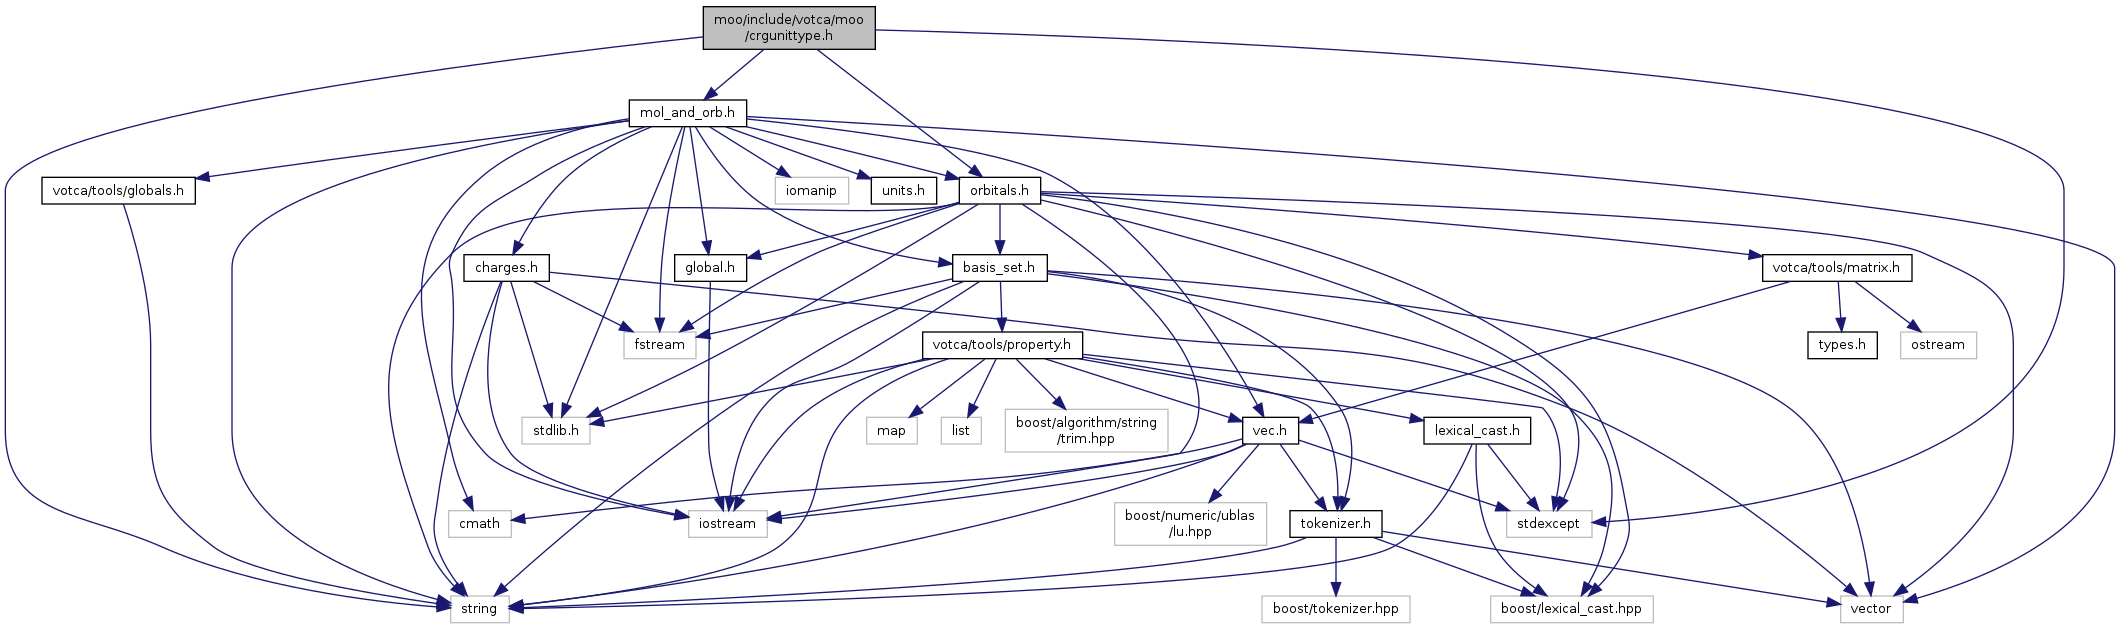 moo/include/votca/moo
/crgunittype.h
mol_and_orb.h
votca/tools/globals.h
iomanip
units.h
orbitals.h
charges.h
global.h
basis_set.h
votca/tools/matrix.h
fstream
votca/tools/property.h
types.h
ostream
stdlib.h
map
list
boost/algorithm/string
/trim.hpp
vec.h
lexical_cast.h
cmath
iostream
boost/numeric/ublas
/lu.hpp
tokenizer.h
stdexcept
string
boost/tokenizer.hpp
boost/lexical_cast.hpp
vector